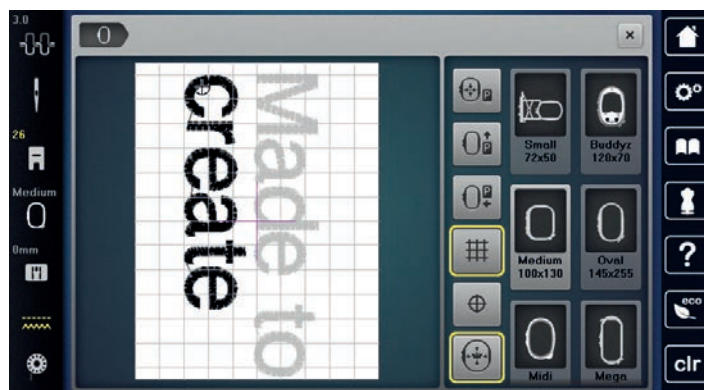 3.0
26
Medium
0mm
Made to
create
P
P
P
Small
72x50
Buddyz
120x70
Medium
100x130
Oval
145x255
Midi
Mega
?
eco
clr